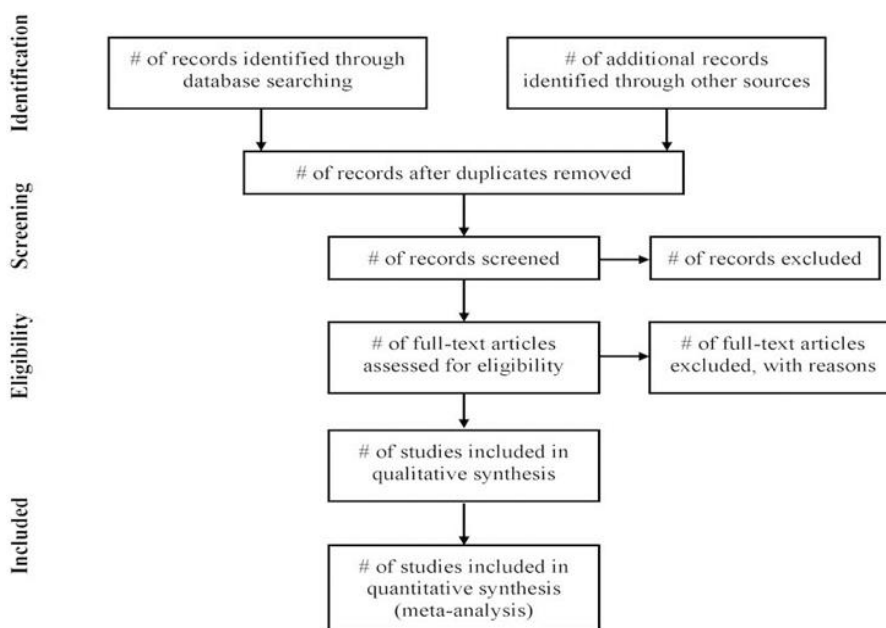 Identification
# of records identified through
database searching
# of additional records
identified through other sources
# of records after duplicates removed
Screening
# of records screened
# of records excluded
Eligibility
# of full-text articles
assessed for eligibility
# of full-text articles
excluded, with reasons
# of studies included in
qualitative synthesis
Included
# of studies included in
quantitative synthesis
(meta-analysis)